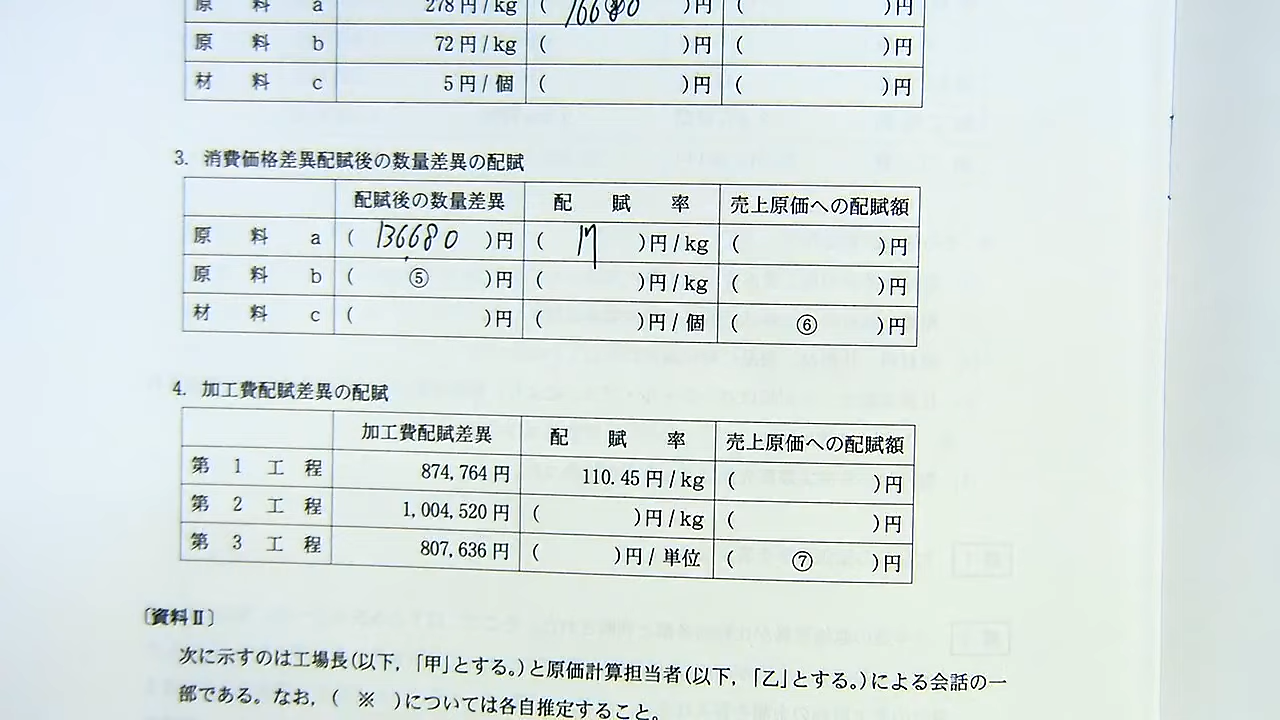 原料a 278円/kg ( 16680 )円 ( )円
原料b 72円/kg ( )円 ( )円
材料c 5円/個 ( )円 ( )円
3. 消費価格差異配賦後の数量差異の配賦
配賦後の数量差異 配賦率 売上原価への配賦額
原料a ( 136680 )円 ( 17 )円/kg ( )円
原料b ( ⑤ )円 ( )円/kg ( )円
材料c ( )円 ( )円/個 ( ⑥ )円
4. 加工費配賦差異の配賦
加工費配賦差異 配賦率 売上原価への配賦額
第1工程 874,764円 110.45円/kg ( )円
第2工程 1,004,520円 ( )円/kg ( )円
第3工程 807,636円 ( )円/単位 ( ⑦ )円
〔資料Ⅱ〕
次に示すのは工場長(以下,「甲」とする。)と原価計算担当者(以下,「乙」とする。)による会話の一
部である。なお,( ※ )については各自推定すること。